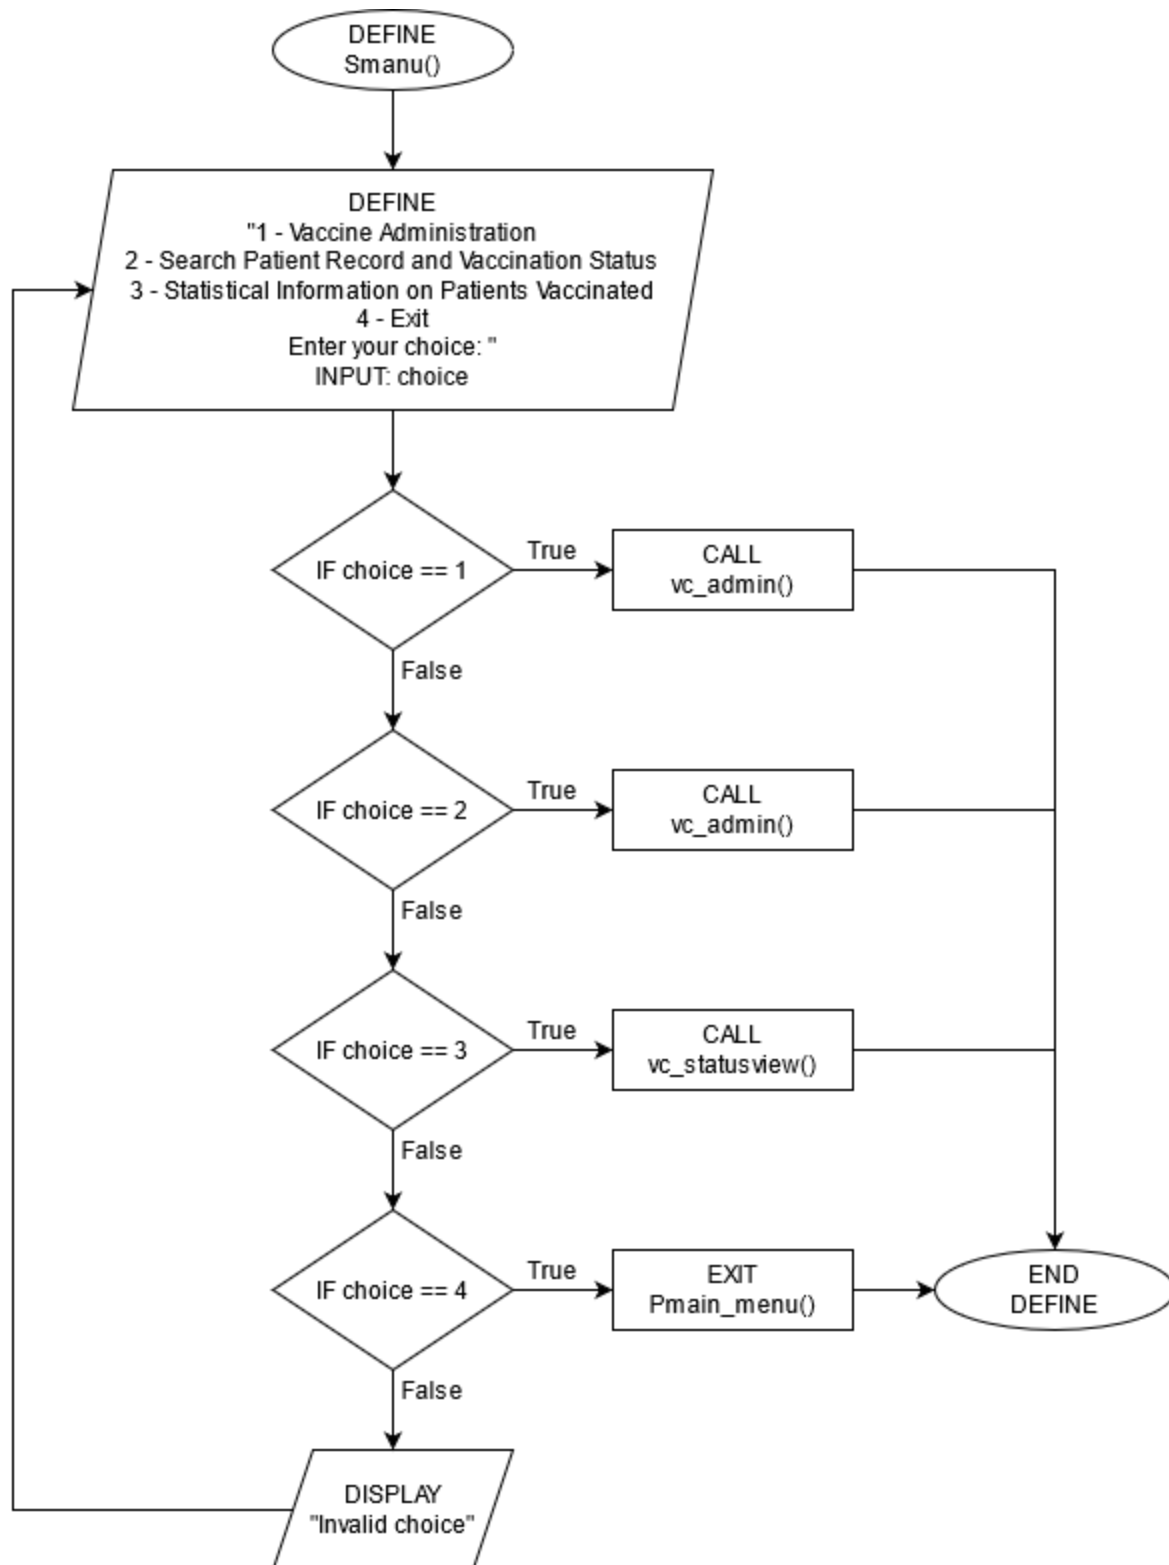 DEFINE
Smanu()
DEFINE
"1 - Vaccine Administration
2 - Search Patient Record and Vaccination Status
3 - Statistical Information on Patients Vaccinated
4 - Exit
Enter your choice: "
INPUT: choice
IF choice == 1
True
CALL
vc_admin()
False
IF choice == 2
True
CALL
vc_admin()
False
IF choice == 3
True
CALL
vc_statusview()
False
IF choice == 4
True
EXIT
Pmain_menu()
END
DEFINE
False
DISPLAY
"Invalid choice"